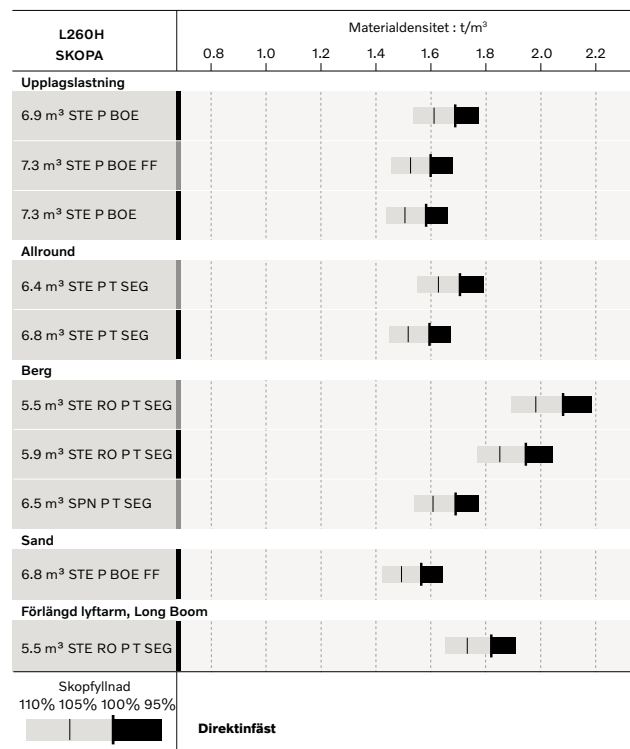 L260H
SKOPA
Materialdensitet : t/m³
0.8 1.0 1.2 1.4 1.6 1.8 2.0 2.2
Upplagslastning
6.9 m³ STE P BOE
7.3 m³ STE P BOE FF
7.3 m³ STE P BOE
Allround
6.4 m³ STE P T SEG
6.8 m³ STE P T SEG
Berg
5.5 m³ STE RO P T SEG
5.9 m³ STE RO P T SEG
6.5 m³ SPN P T SEG
Sand
6.8 m³ STE P BOE FF
Förlängd lyftarm, Long Boom
5.5 m³ STE RO P T SEG
Skopfyllnad
110% 105% 100% 95%
Direktinfäst